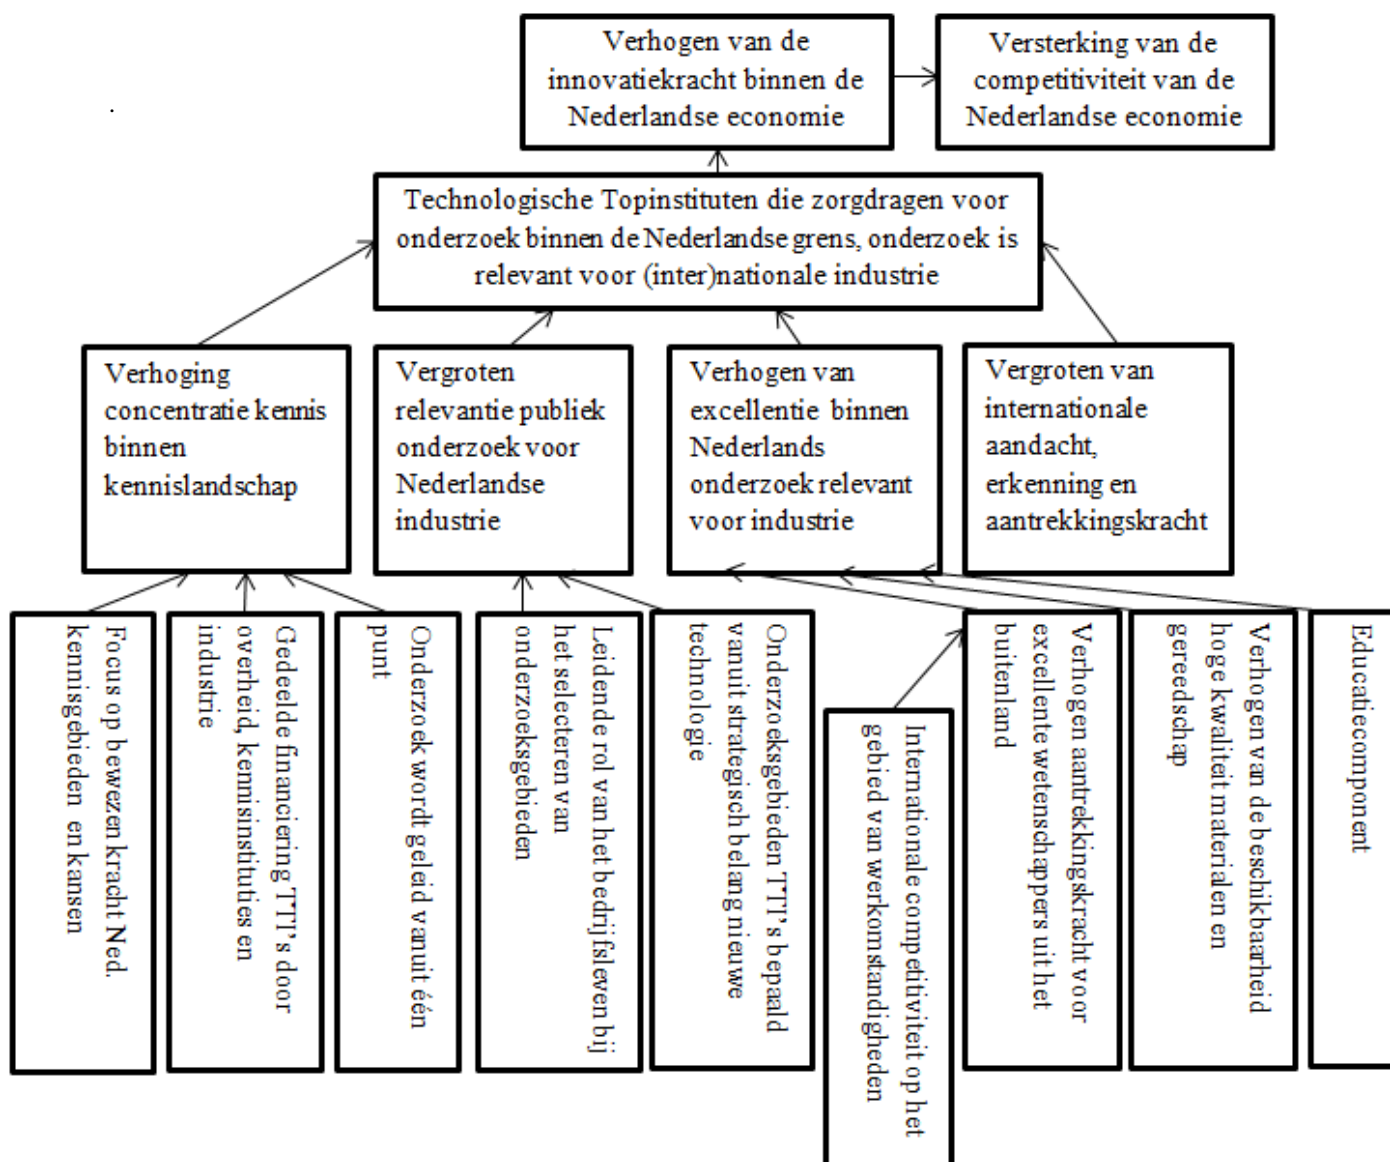 Verhogen van de
innovatiekracht binnen de
Nederlandse economie
Versterking van de
competitiviteit van de
Nederlandse economie
Technologische Topinstituten die zorgdragen voor
onderzoek binnen de Nederlandse grens, onderzoek is
relevant voor (inter)nationale industrie
Verhoging
concentratie kennis
binnen
kennislandschap
Vergroten
relevantie publiek
onderzoek voor
Nederlandse
industrie
Verhogen van
excellentie binnen
Nederlands
onderzoek relevant
voor industrie
Vergroten van
internationale
aandacht,
erkenning en
aantrekkingskracht
Focus op bewezen kracht Ned.
kennisgebieden en kansen
Gedeelde financiering TTI's door
overheid, kennisinstituties en
industrie
Onderzoek wordt geleid vanuit één
punt
Leidende rol van het bedrijfsleven bij
het selecteren van
onderzoeksgebieden
Onderzoeksgebieden TTI's bepaald
vanuit strategisch belang nieuwe
technologie
Internationale competitiviteit op het
gebied van werkomstandigheden
Verhogen aantrekkingskracht voor
excellente wetenschappers uit het
buitenland
Verhogen van de beschikbaarheid
hoge kwaliteit materialen en
gereedschap
Educatiecomponent